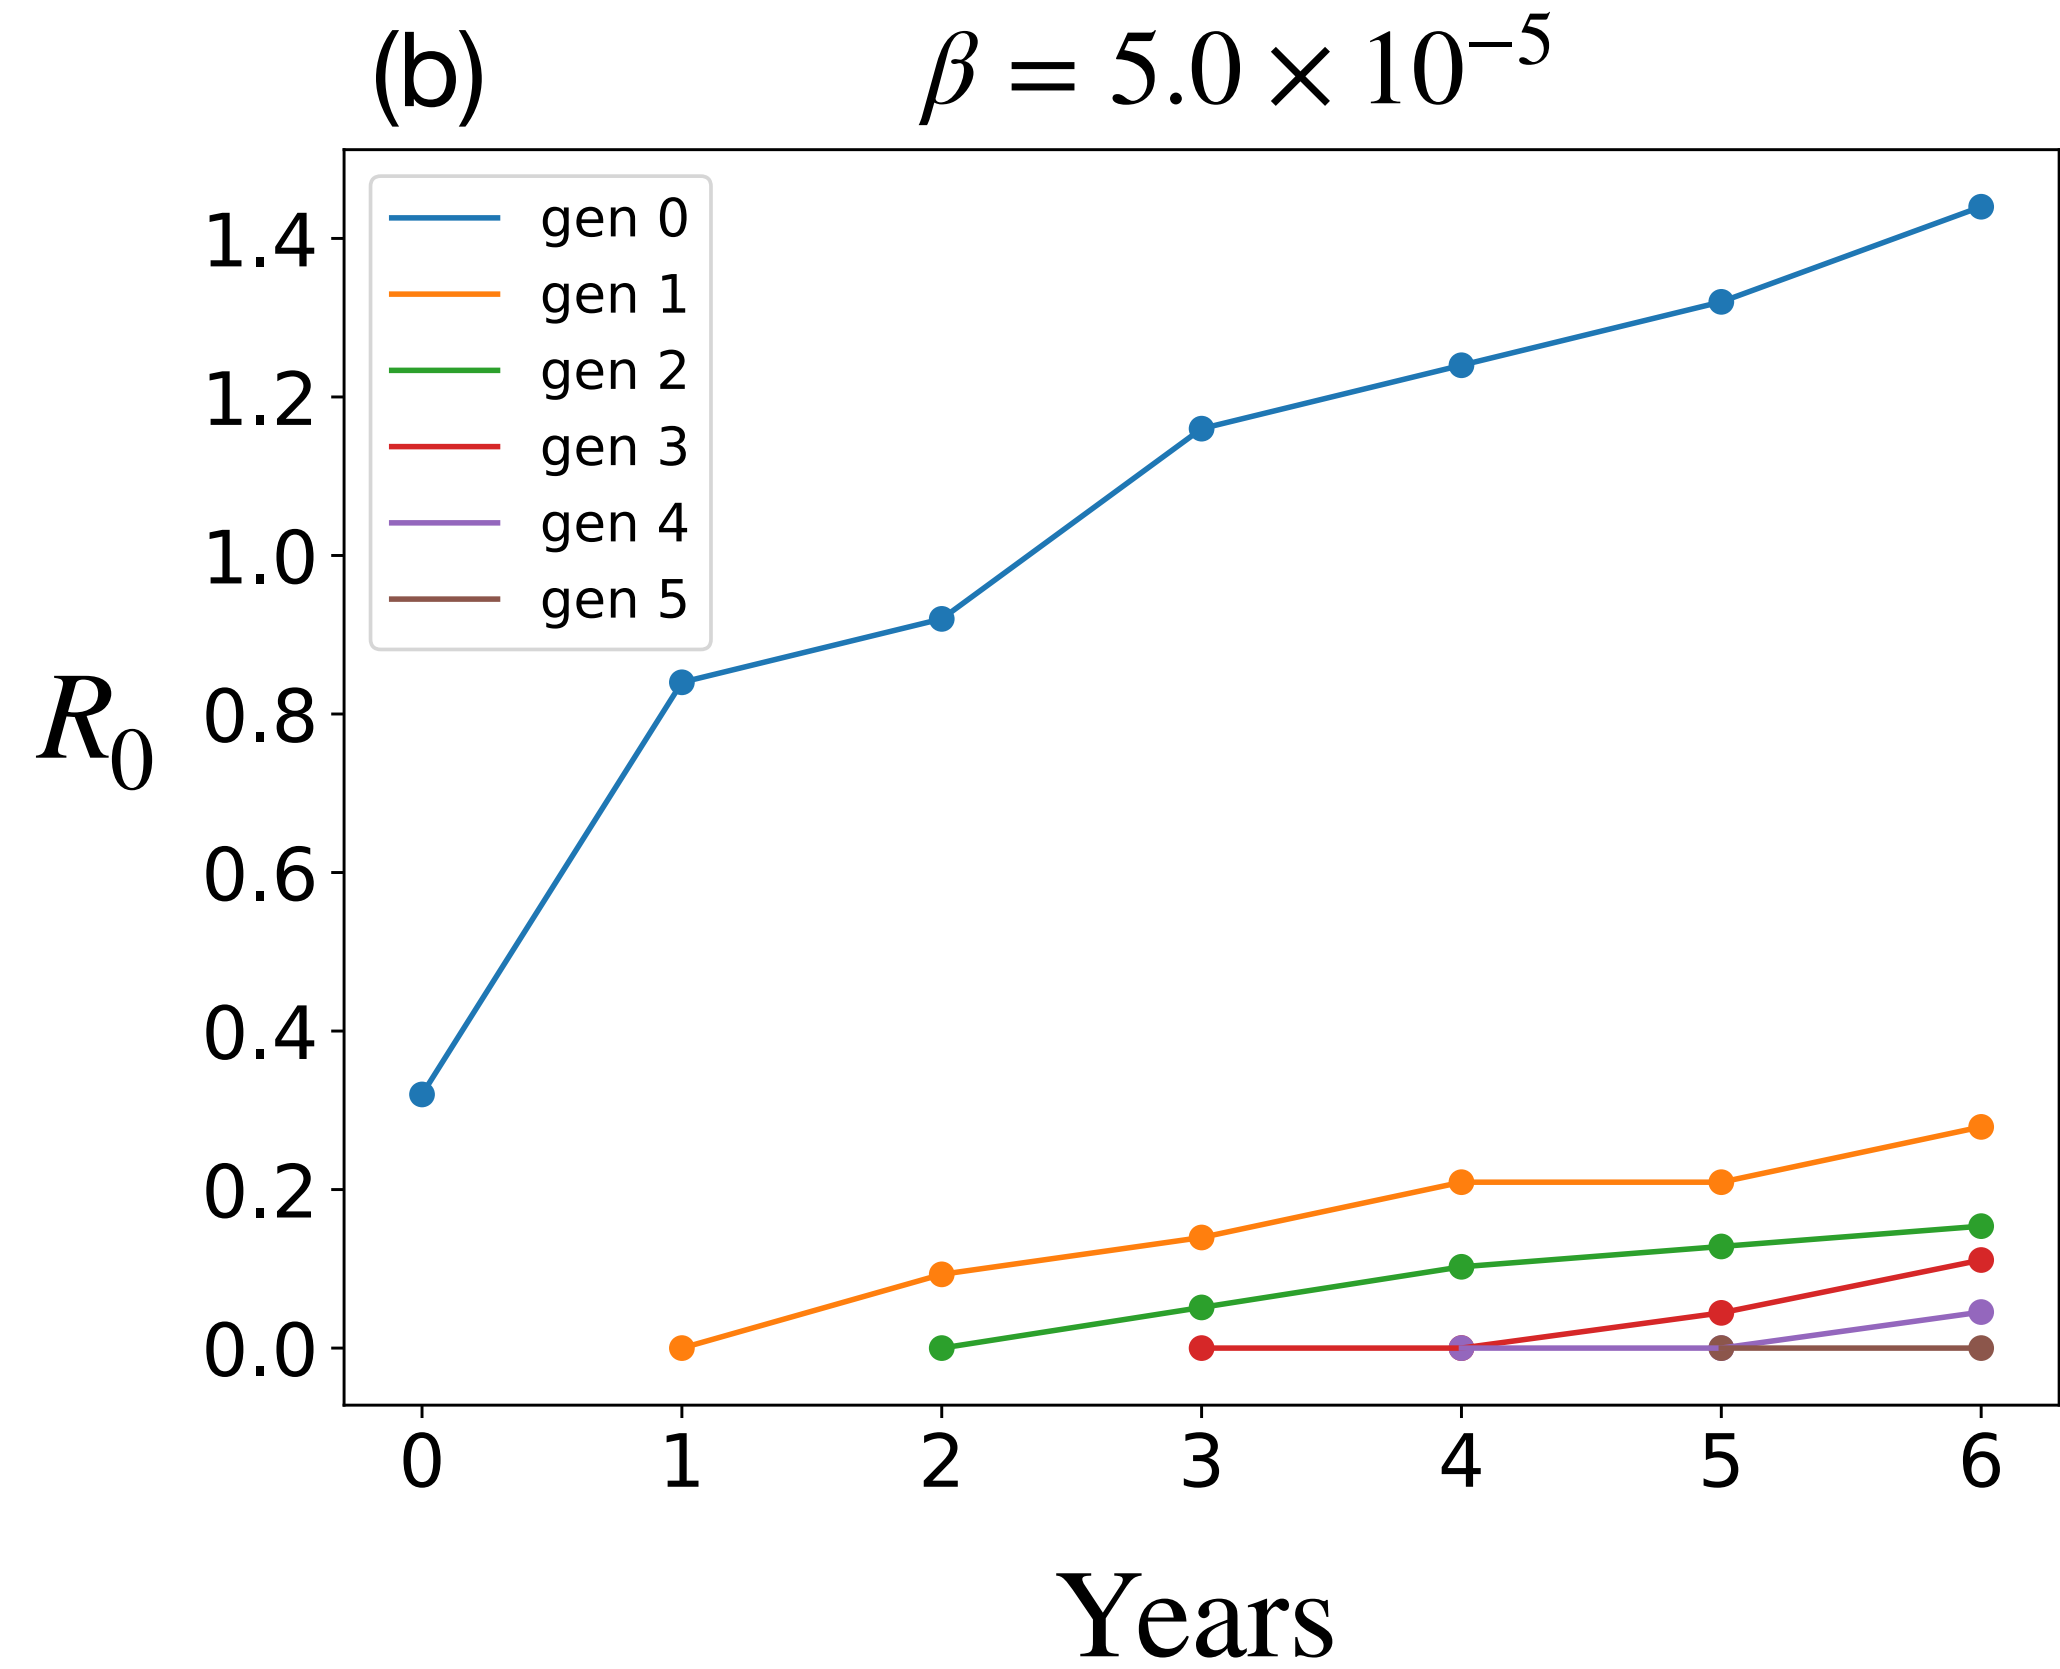 (b)
β = 5.0 × 10⁻⁵
gen 0
gen 1
gen 2
gen 3
gen 4
gen 5
1.4
1.2
1.0
0.8
0.6
0.4
0.2
0.0
R₀
0 1 2 3 4 5 6
Years